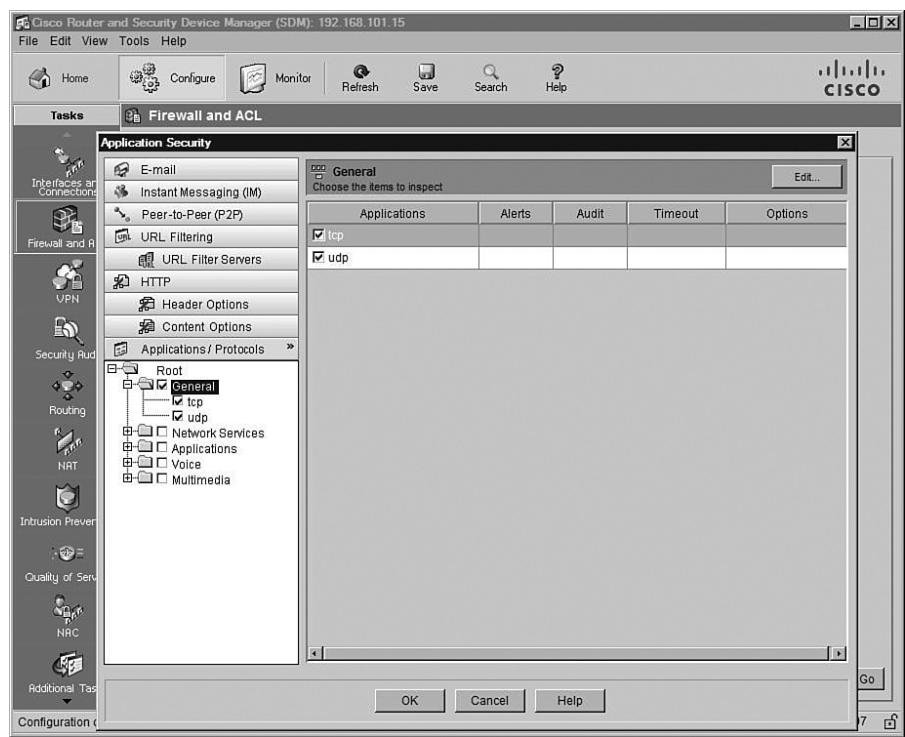 Cisco Router and Security Device Manager (SDM): 192.168.101.15
File Edit View Tools Help
Home Configure Monitor Refresh Save Search Help
CISCO
Tasks
Firewall and ACL
Application Security
Interfaces an
Connections
Firewall and A
VPN
Security Aud
Routing
NAT
Intrusion Prever
Quality of Serv
NAC
Additional Tas
E-mail
Instant Messaging (IM)
Peer-to-Peer (P2P)
URL Filtering
URL Filter Servers
HTTP
Header Options
Content Options
Applications / Protocols »
Root
General
tcp
udp
Network Services
Applications
Voice
Multimedia
General
Choose the items to inspect
Edit...
Applications Alerts Audit Timeout Options
tcp
udp
OK Cancel Help
Go
Configuration